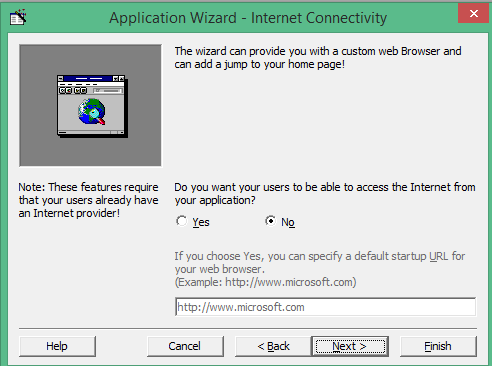 Application Wizard - Internet Connectivity
The wizard can provide you with a custom web Browser and
can add a jump to your home page!
Note: These features require
that your users already have
an Internet provider!
Do you want your users to be able to access the Internet from
your application?
Yes
No
If you choose Yes, you can specify a default startup URL for
your web browser.
(Example: http://www.microsoft.com)
http://www.microsoft.com
Help
Cancel
< Back
Next >
Finish